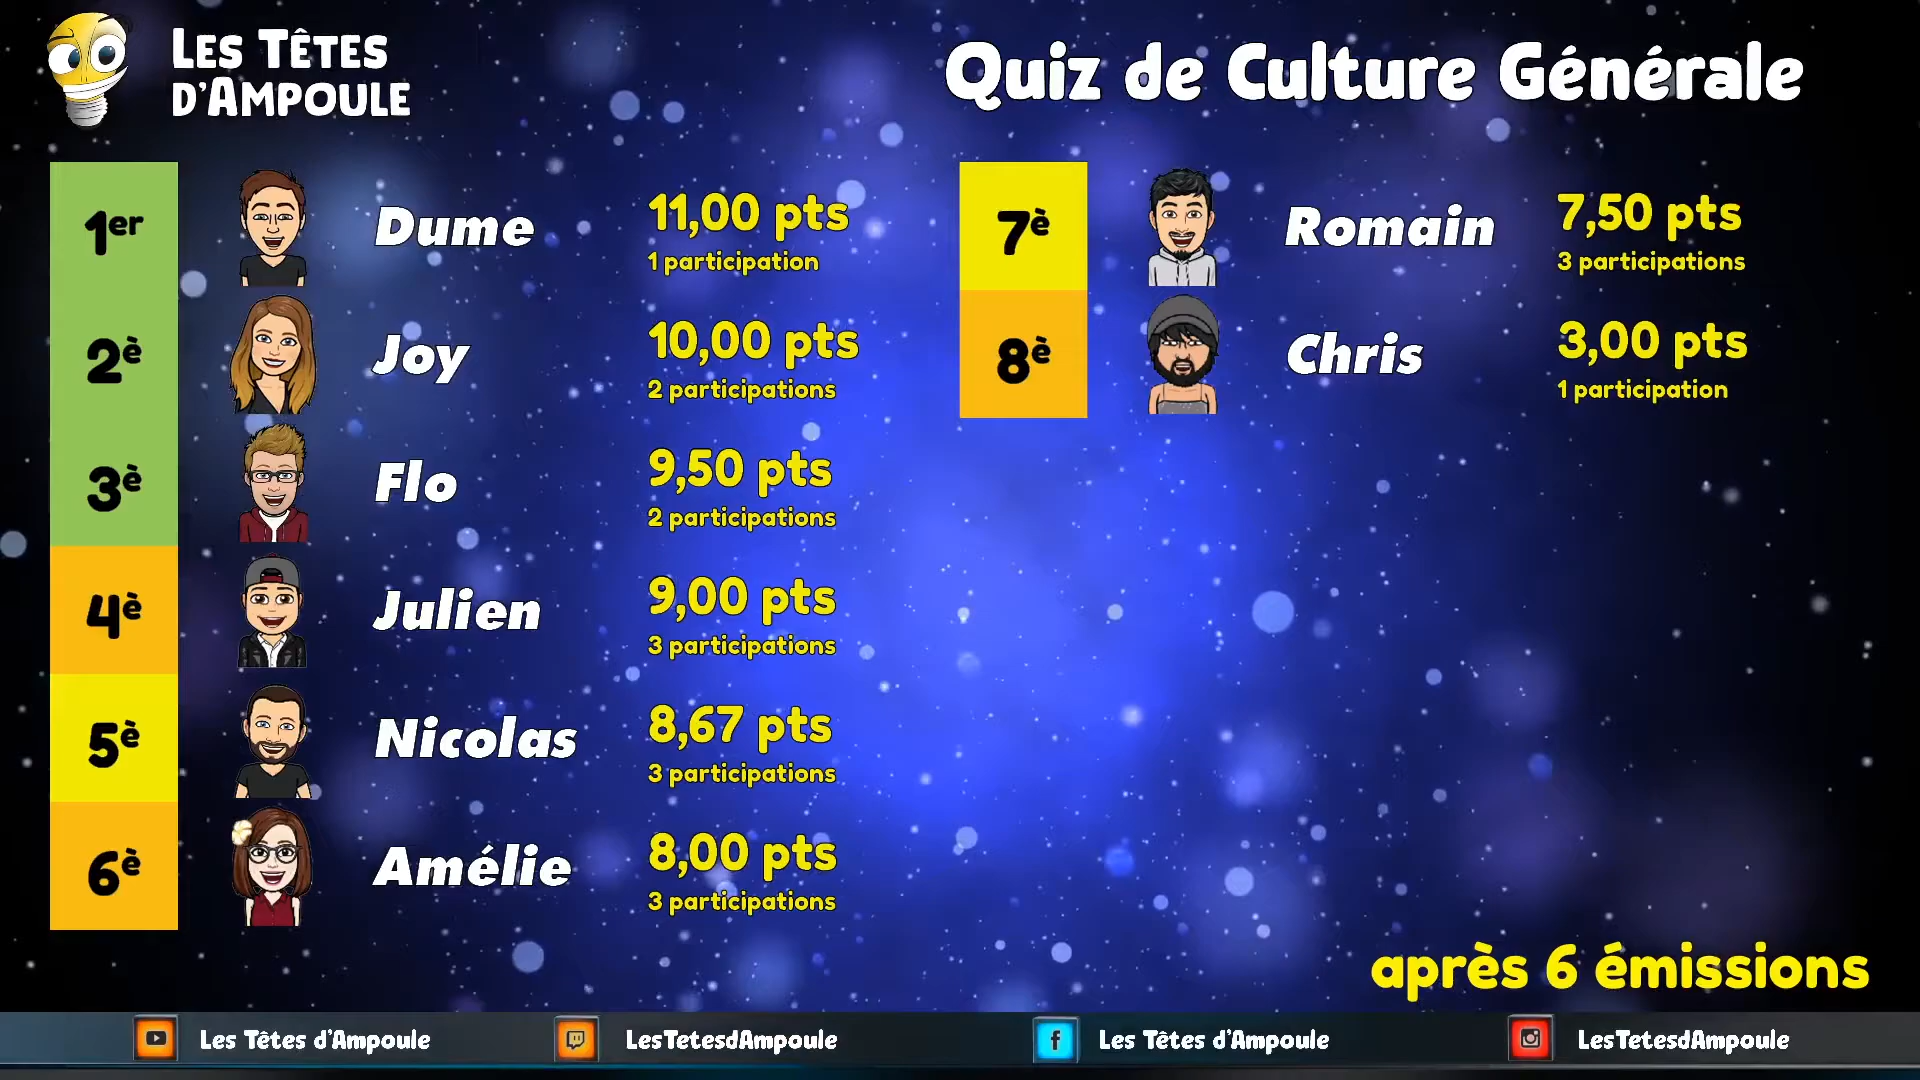 Les Têtes
d'Ampoule
Quiz de Culture Générale
1er
Dume
11,00 pts
1 participation
2è
Joy
10,00 pts
2 participations
3è
Flo
9,50 pts
2 participations
4è
Julien
9,00 pts
3 participations
5è
Nicolas
8,67 pts
3 participations
6è
Amélie
8,00 pts
3 participations
7è
Romain
7,50 pts
3 participations
8è
Chris
3,00 pts
1 participation
après 6 émissions
Les Têtes d'Ampoule
LesTetesdAmpoule
Les Têtes d'Ampoule
LesTetesdAmpoule